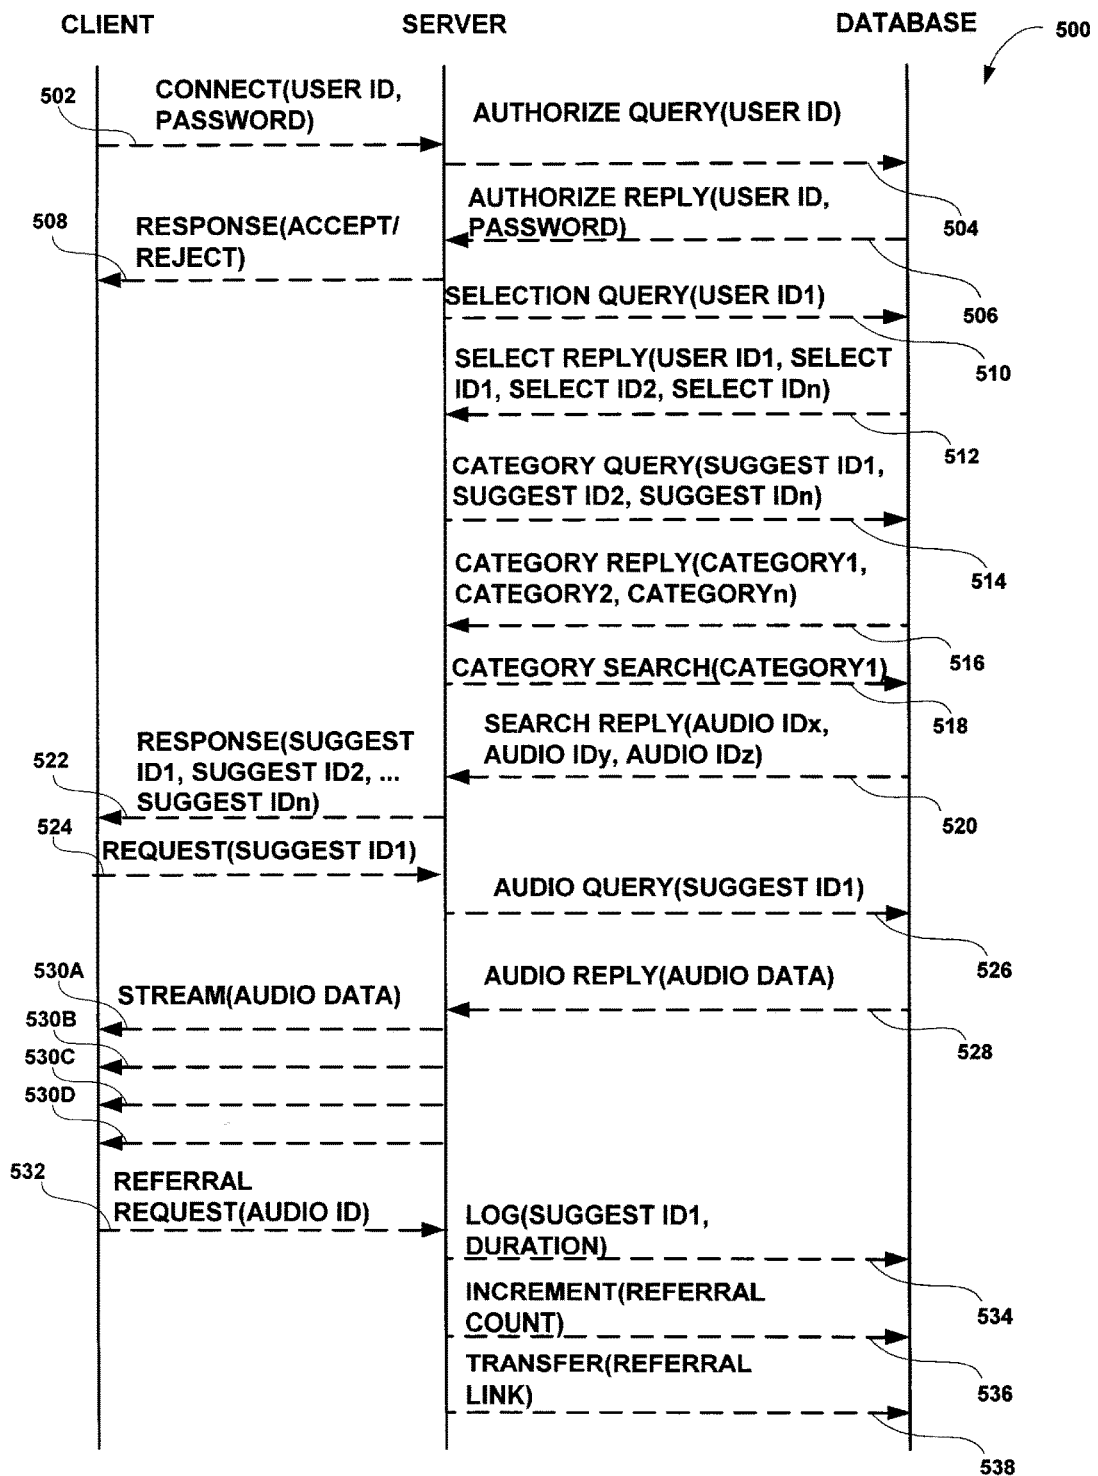 CLIENT
SERVER
DATABASE
500
502
CONNECT(USER ID,
PASSWORD)
AUTHORIZE QUERY(USER ID)
504
AUTHORIZE REPLY(USER ID,
PASSWORD)
506
508
RESPONSE(ACCEPT/
REJECT)
SELECTION QUERY(USER ID1)
510
SELECT REPLY(USER ID1, SELECT
ID1, SELECT ID2, SELECT IDn)
512
CATEGORY QUERY(SUGGEST ID1,
SUGGEST ID2, SUGGEST IDn)
514
CATEGORY REPLY(CATEGORY1,
CATEGORY2, CATEGORYn)
516
CATEGORY SEARCH(CATEGORY1)
518
SEARCH REPLY(AUDIO IDx,
AUDIO IDy, AUDIO IDz)
520
522
RESPONSE(SUGGEST
ID1, SUGGEST ID2, ...
SUGGEST IDn)
524
REQUEST(SUGGEST ID1)
AUDIO QUERY(SUGGEST ID1)
526
AUDIO REPLY(AUDIO DATA)
528
530A
STREAM(AUDIO DATA)
530B
530C
530D
532
REFERRAL
REQUEST(AUDIO ID)
LOG(SUGGEST ID1,
DURATION)
534
INCREMENT(REFERRAL
COUNT)
536
TRANSFER(REFERRAL
LINK)
538